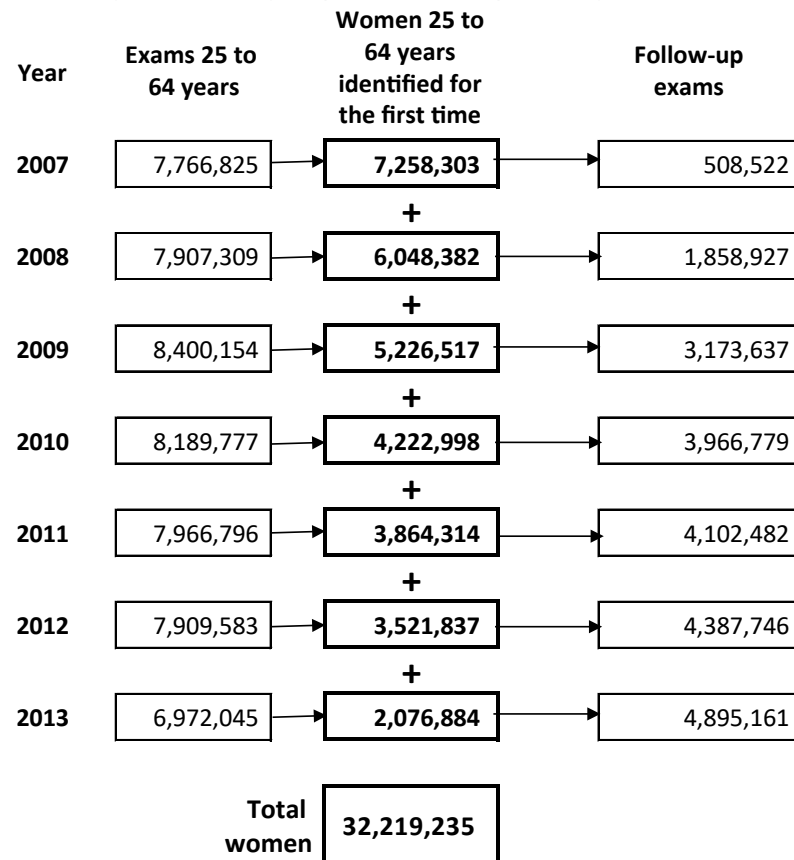 Year
Exams 25 to
64 years
Women 25 to
64 years
identified for
the first time
Follow-up
exams
2007 7,766,825 7,258,303 508,522
+
2008 7,907,309 6,048,382 1,858,927
+
2009 8,400,154 5,226,517 3,173,637
+
2010 8,189,777 4,222,998 3,966,779
+
2011 7,966,796 3,864,314 4,102,482
+
2012 7,909,583 3,521,837 4,387,746
+
2013 6,972,045 2,076,884 4,895,161
Total
women
32,219,235